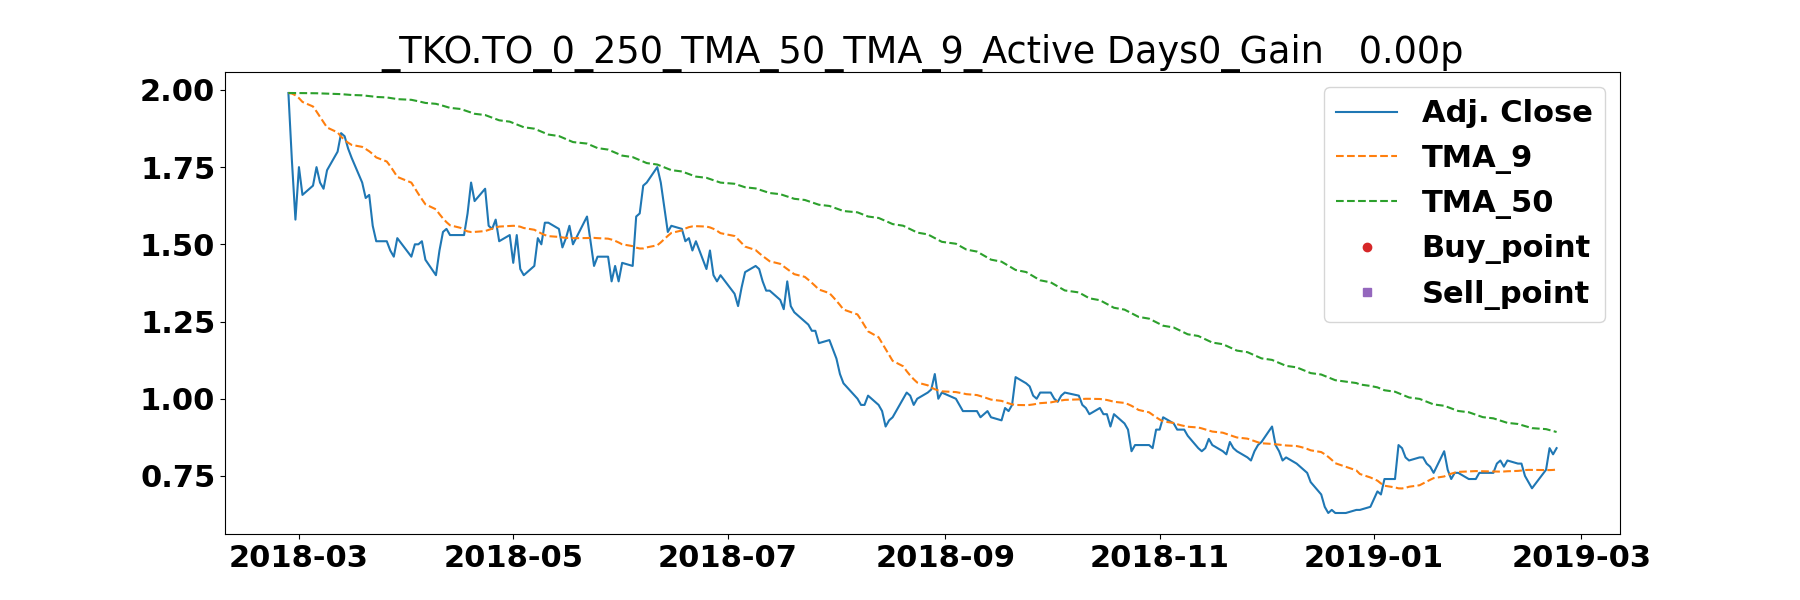 _TKO.TO_0_250_TMA_50_TMA_9_Active Days0_Gain   0.00p
2.00
1.75
1.50
1.25
1.00
0.75
Adj. Close
TMA_9
TMA_50
Buy_point
Sell_point
2018-03
2018-05
2018-07
2018-09
2018-11
2019-01
2019-03